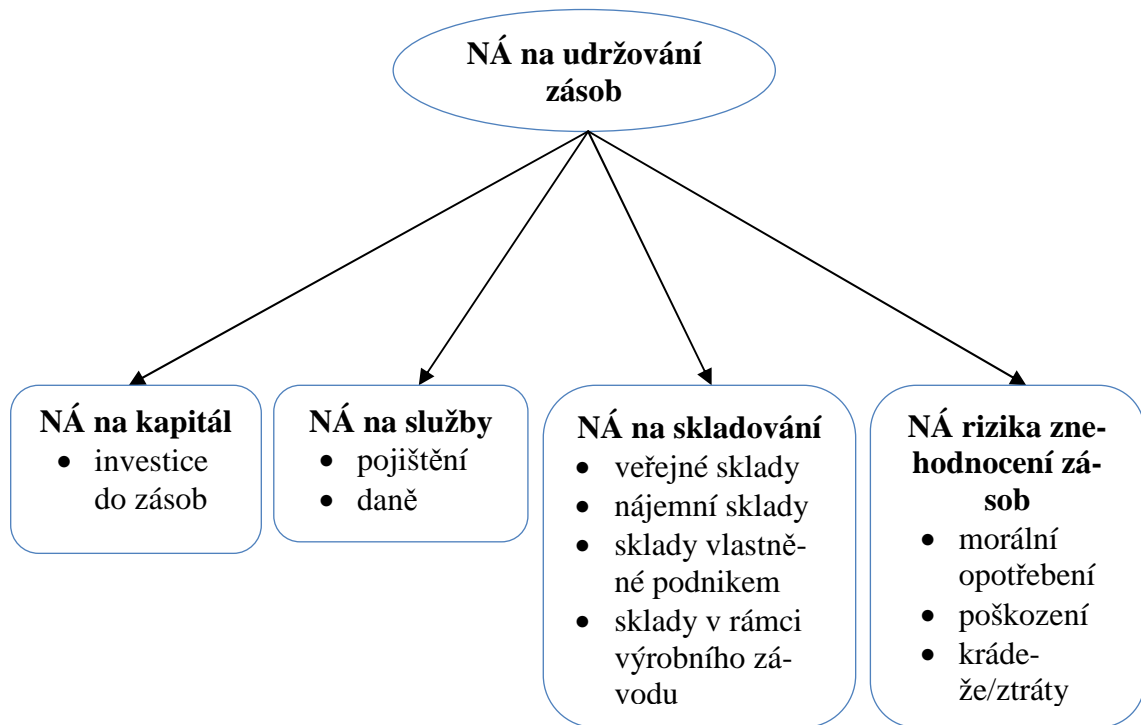 NÁ na udržování
zásob
NÁ na kapitál
• investice
do zásob
NÁ na služby
• pojištění
• daně
NÁ na skladování
• veřejné sklady
• nájemní sklady
• sklady vlastně-
né podnikem
• sklady v rámci
výrobního zá-
vodu
NÁ rizika zne-
hodnocení zá-
sob
• morální
opotřebení
• poškození
• kráde-
že/ztráty